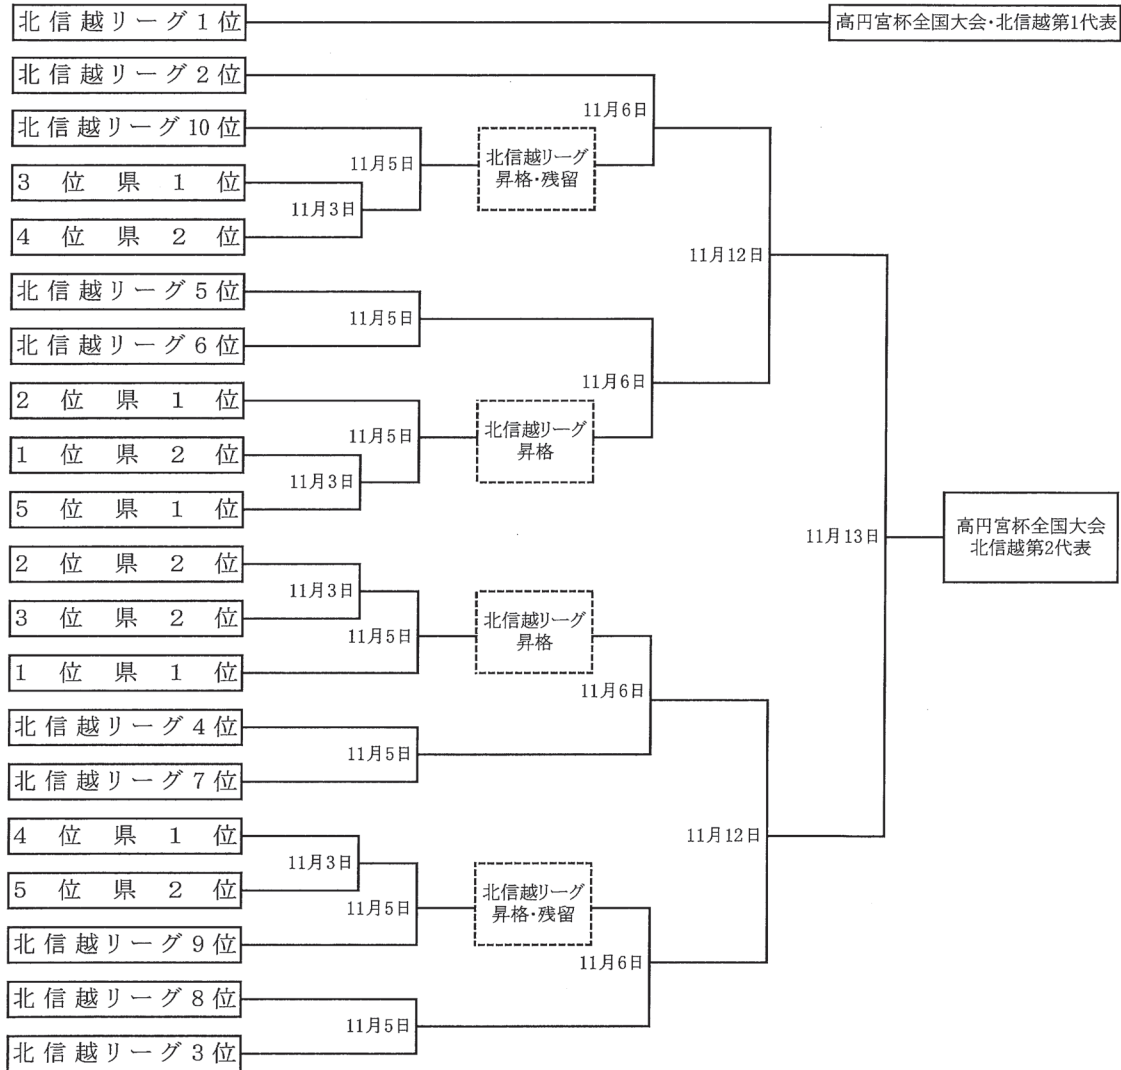 北信越リーグ1位
高円宮杯全国大会・北信越第1代表
北信越リーグ2位
11月6日
北信越リーグ10位
11月5日
北信越リーグ
昇格・残留
3位県1位
11月3日
4位県2位
11月12日
北信越リーグ5位
11月5日
北信越リーグ6位
11月6日
2位県1位
11月5日
北信越リーグ
昇格
1位県2位
11月3日
5位県1位
11月13日
高円宮杯全国大会
北信越第2代表
2位県2位
11月3日
3位県2位
11月5日
北信越リーグ
昇格
1位県1位
11月6日
北信越リーグ4位
11月5日
北信越リーグ7位
11月12日
4位県1位
11月3日
5位県2位
11月5日
北信越リーグ
昇格・残留
北信越リーグ9位
11月6日
北信越リーグ8位
11月5日
北信越リーグ3位